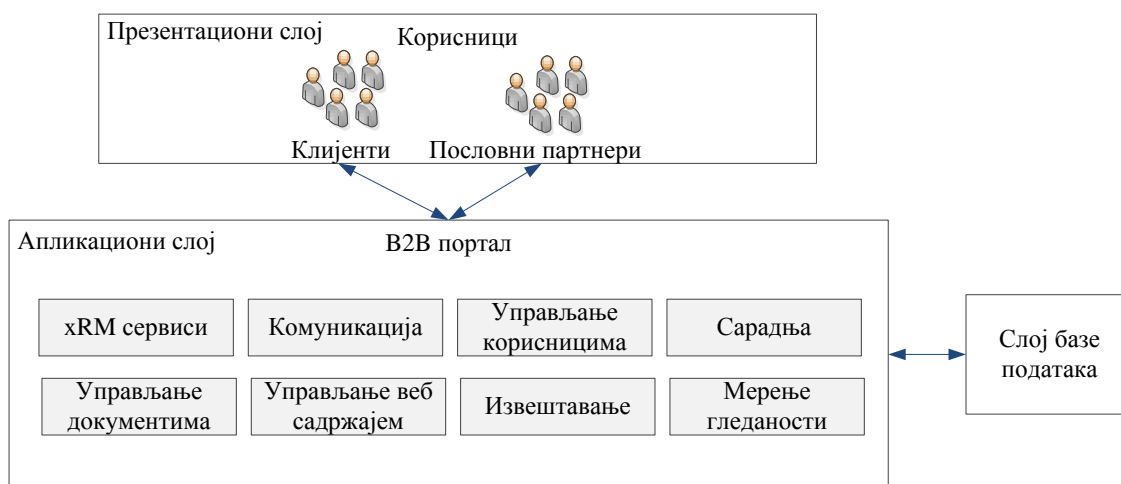 Презентациони слој
Корисници
Клијенти
Пословни партнери
Апликациони слој
B2B портал
xRM сервиси
Комуникација
Управљање
корисницима
Сарадња
Управљање
документима
Управљање веб
садржајем
Извештавање
Мерење
гледаности
Слој базе
података